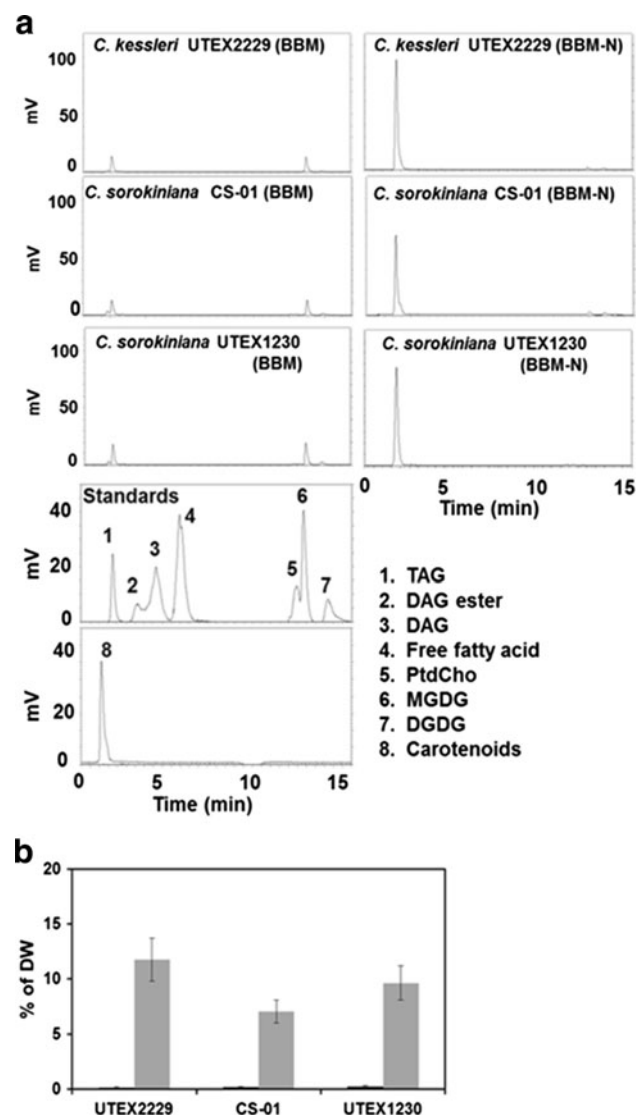 a
C. kessleri UTEX2229 (BBM)
C. kessleri UTEX2229 (BBM-N)
100
50
0
mV
C. sorokiniana CS-01 (BBM)
C. sorokiniana CS-01 (BBM-N)
100
50
0
mV
C. sorokiniana UTEX1230
(BBM)
C. sorokiniana UTEX1230
(BBM-N)
100
50
0
mV
0 5 10 15
Time (min)
Standards
40
20
0
mV
1 2 3 4 5 6 7
40
20
0
mV
8
0 5 10 15
Time (min)
1. TAG
2. DAG ester
3. DAG
4. Free fatty acid
5. PtdCho
6. MGDG
7. DGDG
8. Carotenoids
b
20
15
10
5
0
% of DW
UTEX2229 CS-01 UTEX1230